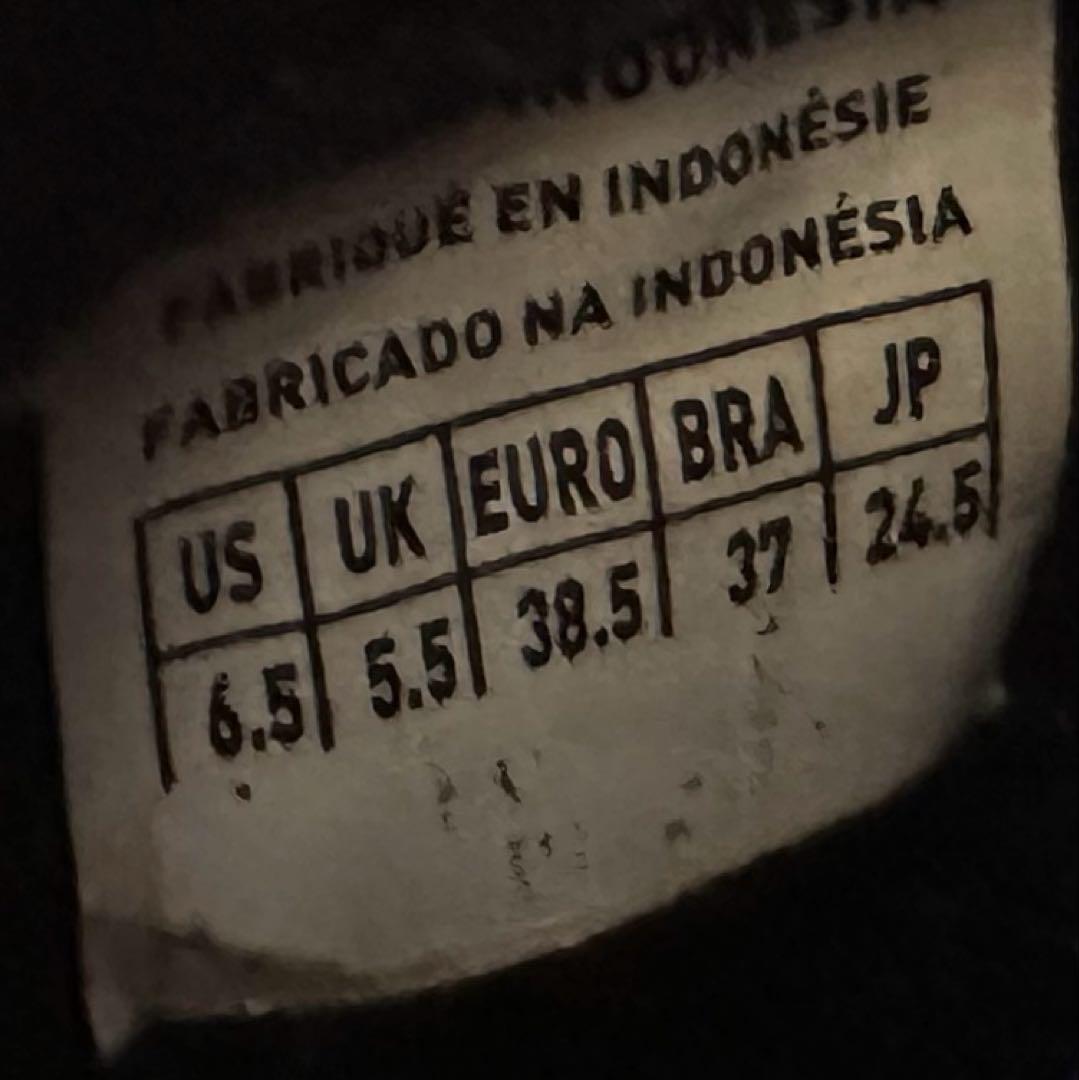 INDONESIA
FABRIQUÉ EN INDONÉSIE
FABRICADO NA INDONÉSIA
US UK EURO BRA JP
6.5 5.5 38.5 37 24.5